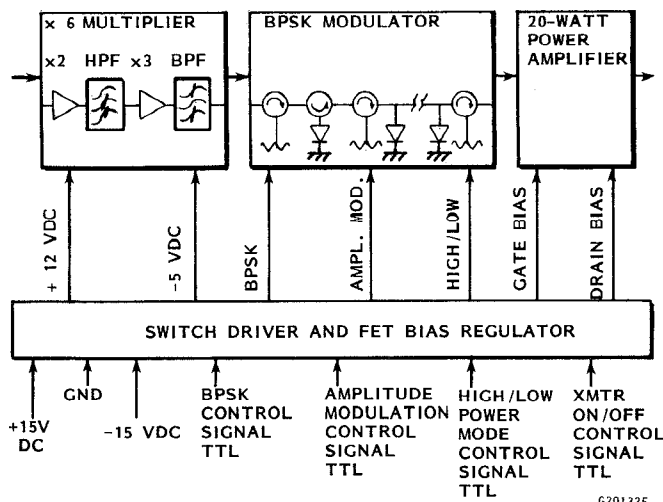 × 6 MULTIPLIER
×2 HPF ×3 BPF
BPSK MODULATOR
20-WATT
POWER
AMPLIFIER
+ 12 VDC
-5 VDC
BPSK
AMPL. MOD.
HIGH/LOW
GATE BIAS
DRAIN BIAS
SWITCH DRIVER AND FET BIAS REGULATOR
+15V
DC
GND
-15 VDC
BPSK
CONTROL
SIGNAL
TTL
AMPLITUDE
MODULATION
CONTROL
SIGNAL
TTL
HIGH/LOW
POWER
MODE
CONTROL
SIGNAL
TTL
XMTR
ON/OFF
CONTROL
SIGNAL
TTL
G201325